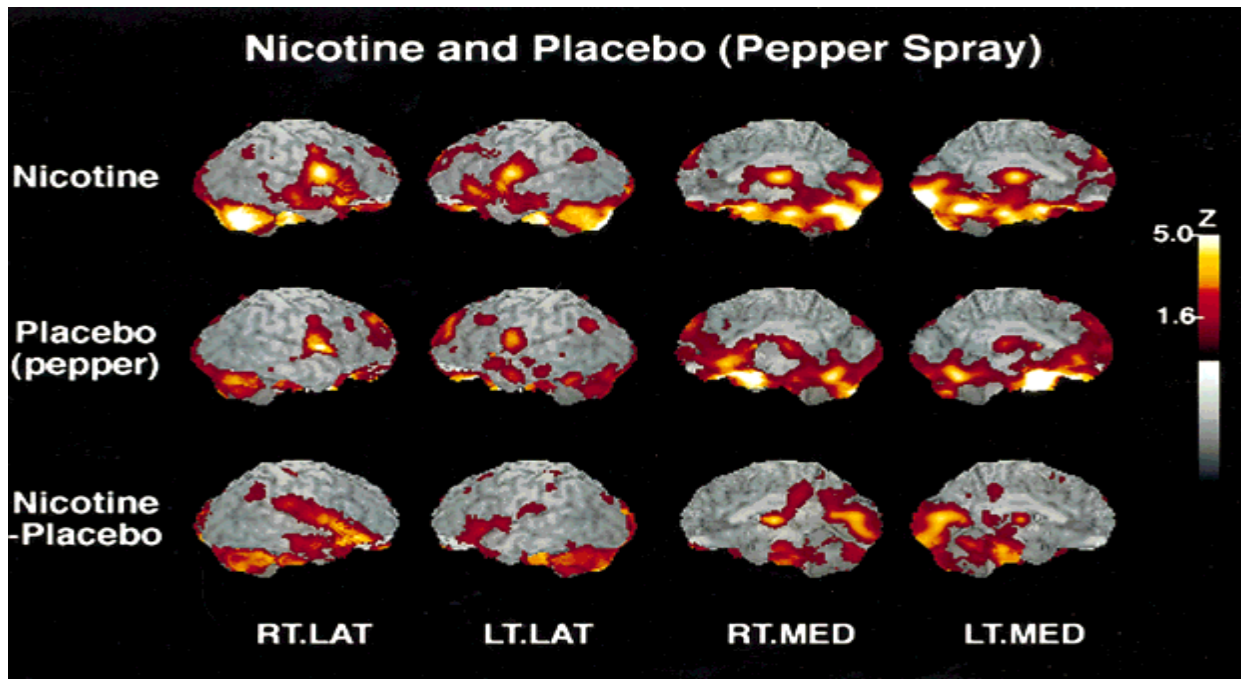 Nicotine and Placebo (Pepper Spray)
Nicotine
Z
5.0
1.6
Placebo
(pepper)
Nicotine
-Placebo
RT.LAT LT.LAT RT.MED LT.MED